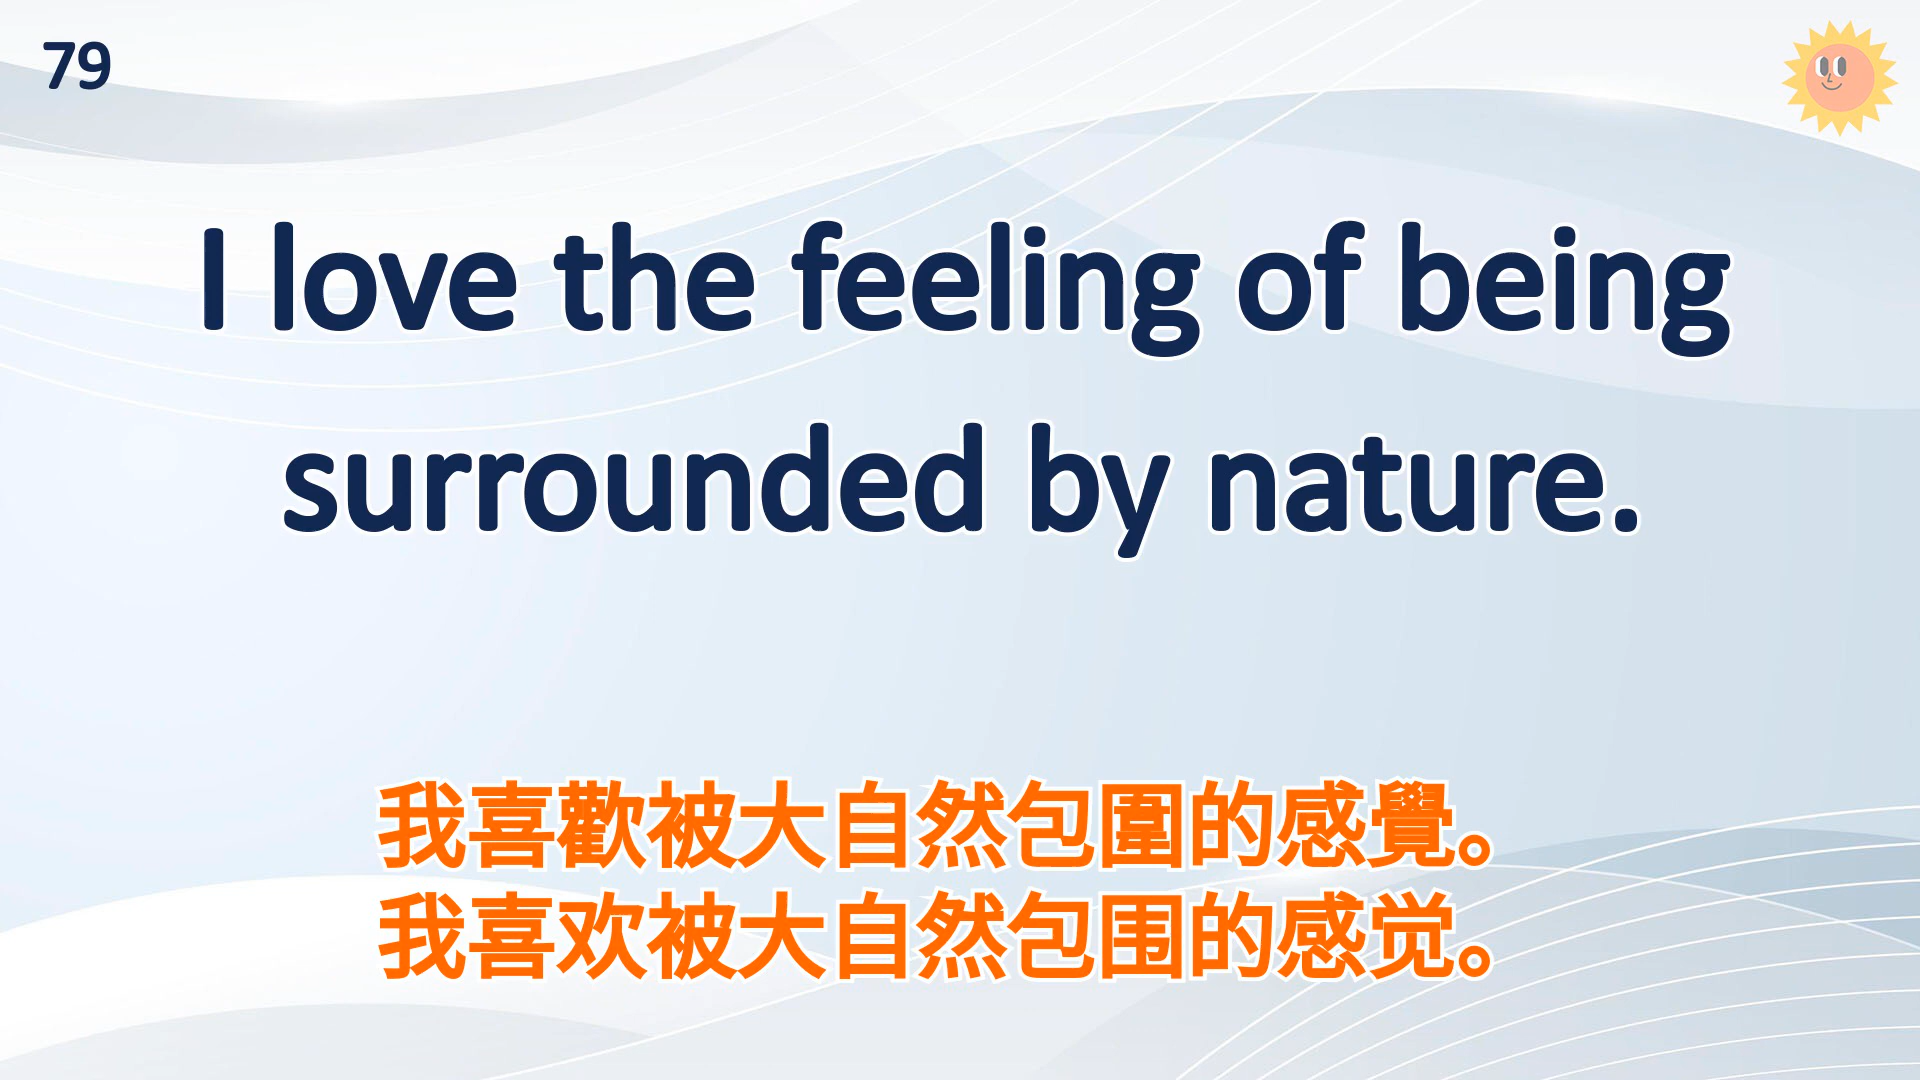 79
I love the feeling of being
surrounded by nature.
我喜歡被大自然包圍的感覺。
我喜欢被大自然包围的感觉。